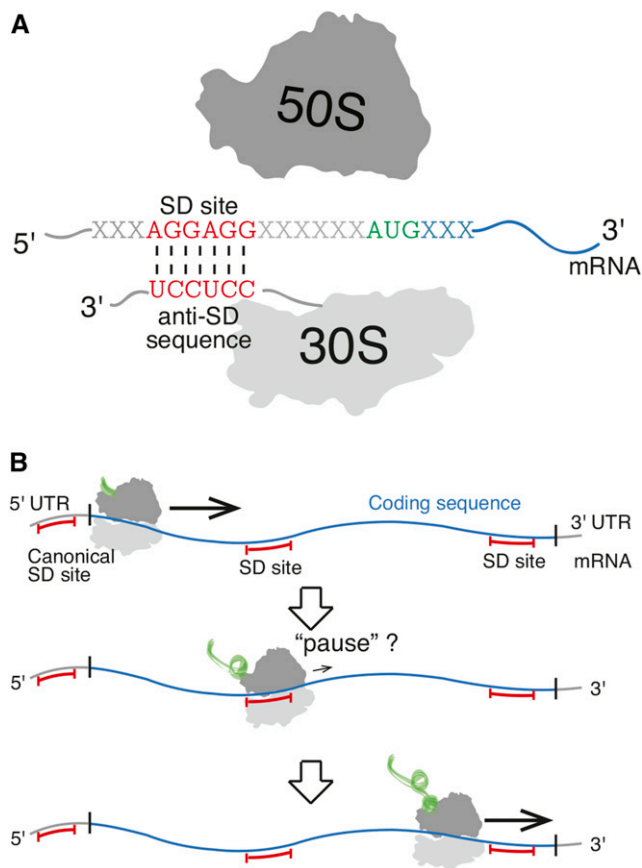 A
50S
SD site
5' XXXAGGAGGXXXXXXAUGXXX 3'
mRNA
3' UCCUCC
anti-SD
sequence
30S
B
5' UTR
Coding sequence
3' UTR
Canonical
SD site
SD site
SD site
mRNA
"pause" ?
5'
3'
5'
3'